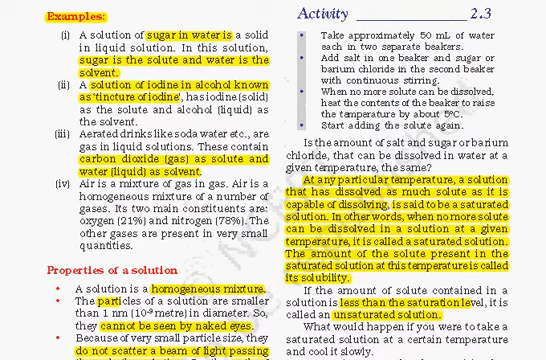 Examples:
(i) A solution of sugar in water is a solid
in liquid solution. In this solution,
sugar is the solute and water is the
solvent.
(ii) A solution of iodine in alcohol known
as 'tincture of iodine', has iodine (solid)
as the solute and alcohol (liquid) as
the solvent.
(iii) Aerated drinks like soda water etc., are
gas in liquid solutions. These contain
carbon dioxide (gas) as solute and
water (liquid) as solvent.
(iv) Air is a mixture of gas in gas. Air is a
homogeneous mixture of a number of
gases. Its two main constituents are:
oxygen (21%) and nitrogen (78%). The
other gases are present in very small
quantities.
Properties of a solution
• A solution is a homogeneous mixture.
• The particles of a solution are smaller
than 1 nm (10⁻⁹ metre) in diameter. So,
they cannot be seen by naked eyes.
• Because of very small particle size, they
do not scatter a beam of light passing
Activity ______________ 2.3
• Take approximately 50 mL of water
each in two separate beakers.
• Add salt in one beaker and sugar or
barium chloride in the second beaker
with continuous stirring.
• When no more solute can be dissolved,
heat the contents of the beaker to raise
the temperature by about 5°C.
• Start adding the solute again.
Is the amount of salt and sugar or barium
chloride, that can be dissolved in water at a
given temperature, the same?
At any particular temperature, a solution
that has dissolved as much solute as it is
capable of dissolving, is said to be a saturated
solution. In other words, when no more solute
can be dissolved in a solution at a given
temperature, it is called a saturated solution.
The amount of the solute present in the
saturated solution at this temperature is called
its solubility.
If the amount of solute contained in a
solution is less than the saturation level, it is
called an unsaturated solution.
What would happen if you were to take a
saturated solution at a certain temperature
and cool it slowly.